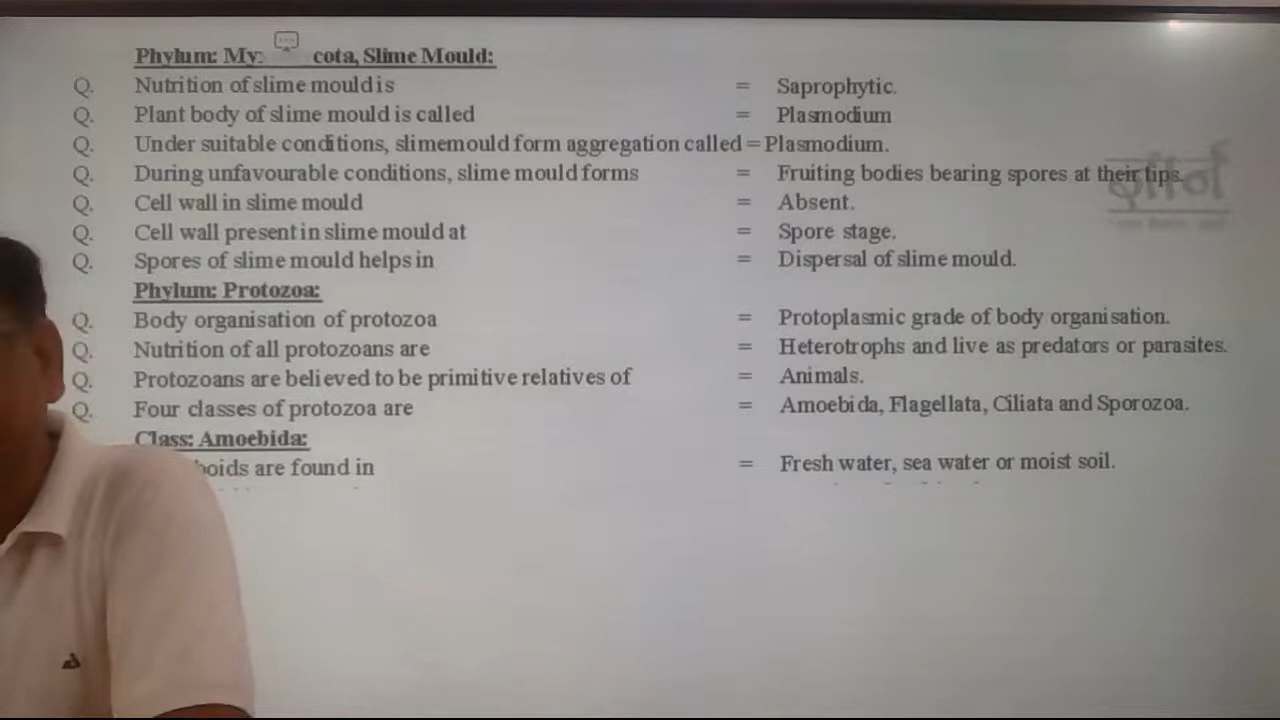 Phylum: My cota, Slime Mould:
Q. Nutrition of slime mould is = Saprophytic.
Q. Plant body of slime mould is called = Plasmodium
Q. Under suitable conditions, slimemould form aggregation called = Plasmodium.
Q. During unfavourable conditions, slime mould forms = Fruiting bodies bearing spores at their tips.
Q. Cell wall in slime mould = Absent.
Q. Cell wall present in slime mould at = Spore stage.
Q. Spores of slime mould helps in = Dispersal of slime mould.
Phylum: Protozoa:
Q. Body organisation of protozoa = Protoplasmic grade of body organisation.
Q. Nutrition of all protozoans are = Heterotrophs and live as predators or parasites.
Q. Protozoans are believed to be primitive relatives of = Animals.
Q. Four classes of protozoa are = Amoebida, Flagellata, Ciliata and Sporozoa.
Class: Amoebida:
boids are found in = Fresh water, sea water or moist soil.